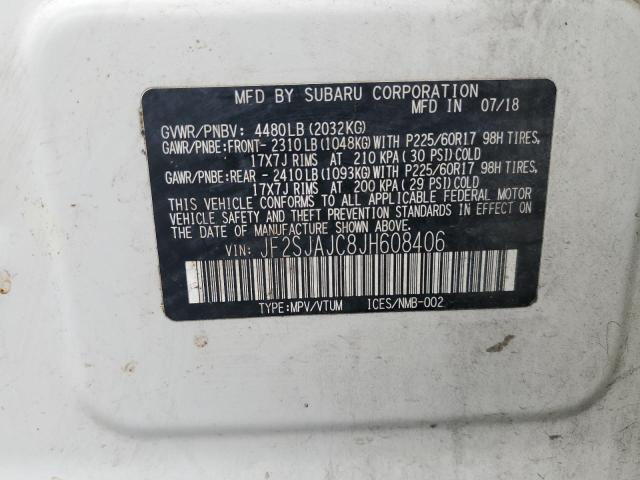 MFD BY SUBARU CORPORATION
MFD IN 07/18
GVWR/PNBV: 4480LB(2032KG)
GAWR/PNBE:FRONT-2310LB(1048KG)WITH P225/60R17 98H TIRES,
17X7J RIMS AT 210 KPA(30 PSI)COLD
GAWR/PNBE:REAR -2410LB(1093KG)WITH P225/60R17 98H TIRES,
17X7J RIMS AT 200 KPA(29 PSI)COLD
THIS VEHICLE CONFORMS TO ALL APPLICABLE FEDERAL MOTOR
VEHICLE SAFETY AND THEFT PREVENTION STANDARDS IN EFFECT ON
THE DATE OF MANUFACTURE SHOWN ABOVE.
VIN: JF2SJAJC8JH608406
TYPE:MPV/VTUM ICES/NMB-002